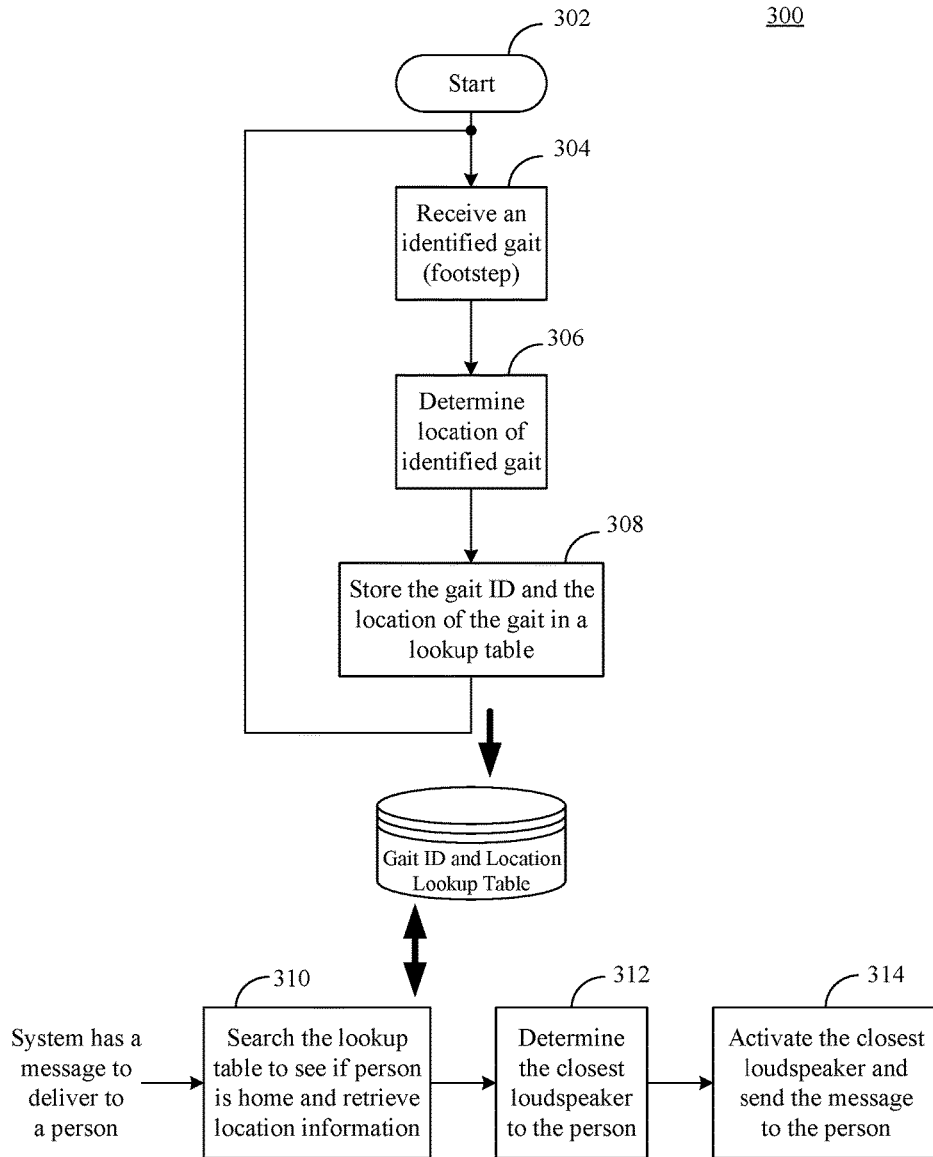 300
302
Start
304
Receive an
identified gait
(footstep)
306
Determine
location of
identified gait
308
Store the gait ID and the
location of the gait in a
lookup table
Gait ID and Location
Lookup Table
System has a
message to
deliver to
a person
310
Search the lookup
table to see if person
is home and retrieve
location information
312
Determine
the closest
loudspeaker
to the person
314
Activate the closest
loudspeaker and
send the message
to the person